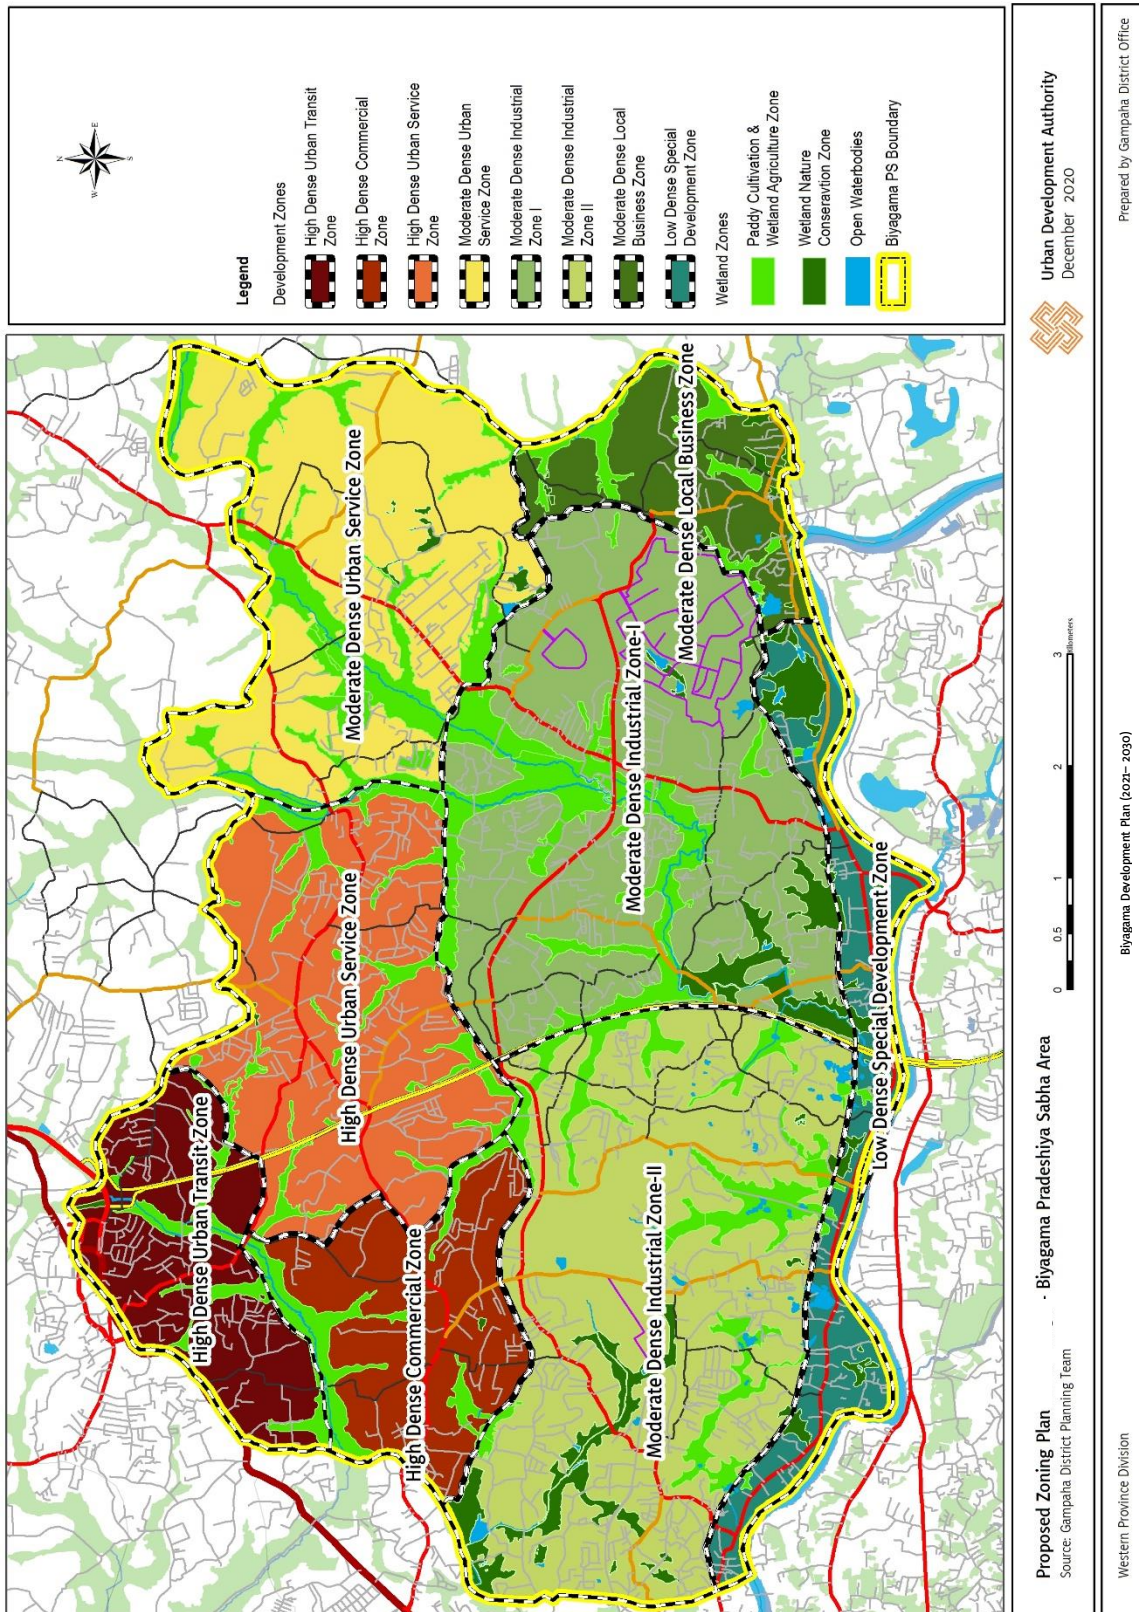 N
E
S
W
Legend
Development Zones
High Dense Urban Transit
Zone
High Dense Commercial
Zone
High Dense Urban Service
Zone
Moderate Dense Urban
Service Zone
Moderate Dense Industrial
Zone I
Moderate Dense Industrial
Zone II
Moderate Dense Local
Business Zone
Low Dense Special
Development Zone
Wetland Zones
Paddy Cultivation &
Wetland Agriculture Zone
Wetland Nature
Conseravtion Zone
Open Waterbodies
Biyagama PS Boundary
High Dense Urban Transit Zone
High Dense Commercial Zone
High Dense Urban Service Zone
Moderate Dense Urban Service Zone
Moderate Dense Industrial Zone-II
Moderate Dense Industrial Zone-I
Moderate Dense Local Business Zone
Low Dense Special Development Zone
Proposed Zoning Plan - Biyagama Pradeshiya Sabha Area
Source: Gampaha District Planning Team
0 0.5 1 2 3
Kilometers
Urban Development Authority
December 2020
Western Province Division
Biyagama Development Plan (2021– 2030)
Prepared by Gampaha District Office